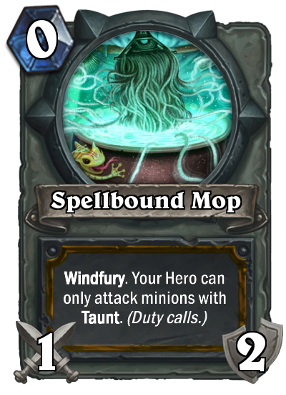 0
Spellbound Mop
Windfury. Your Hero can
only attack minions with
Taunt. (Duty calls.)
1
2